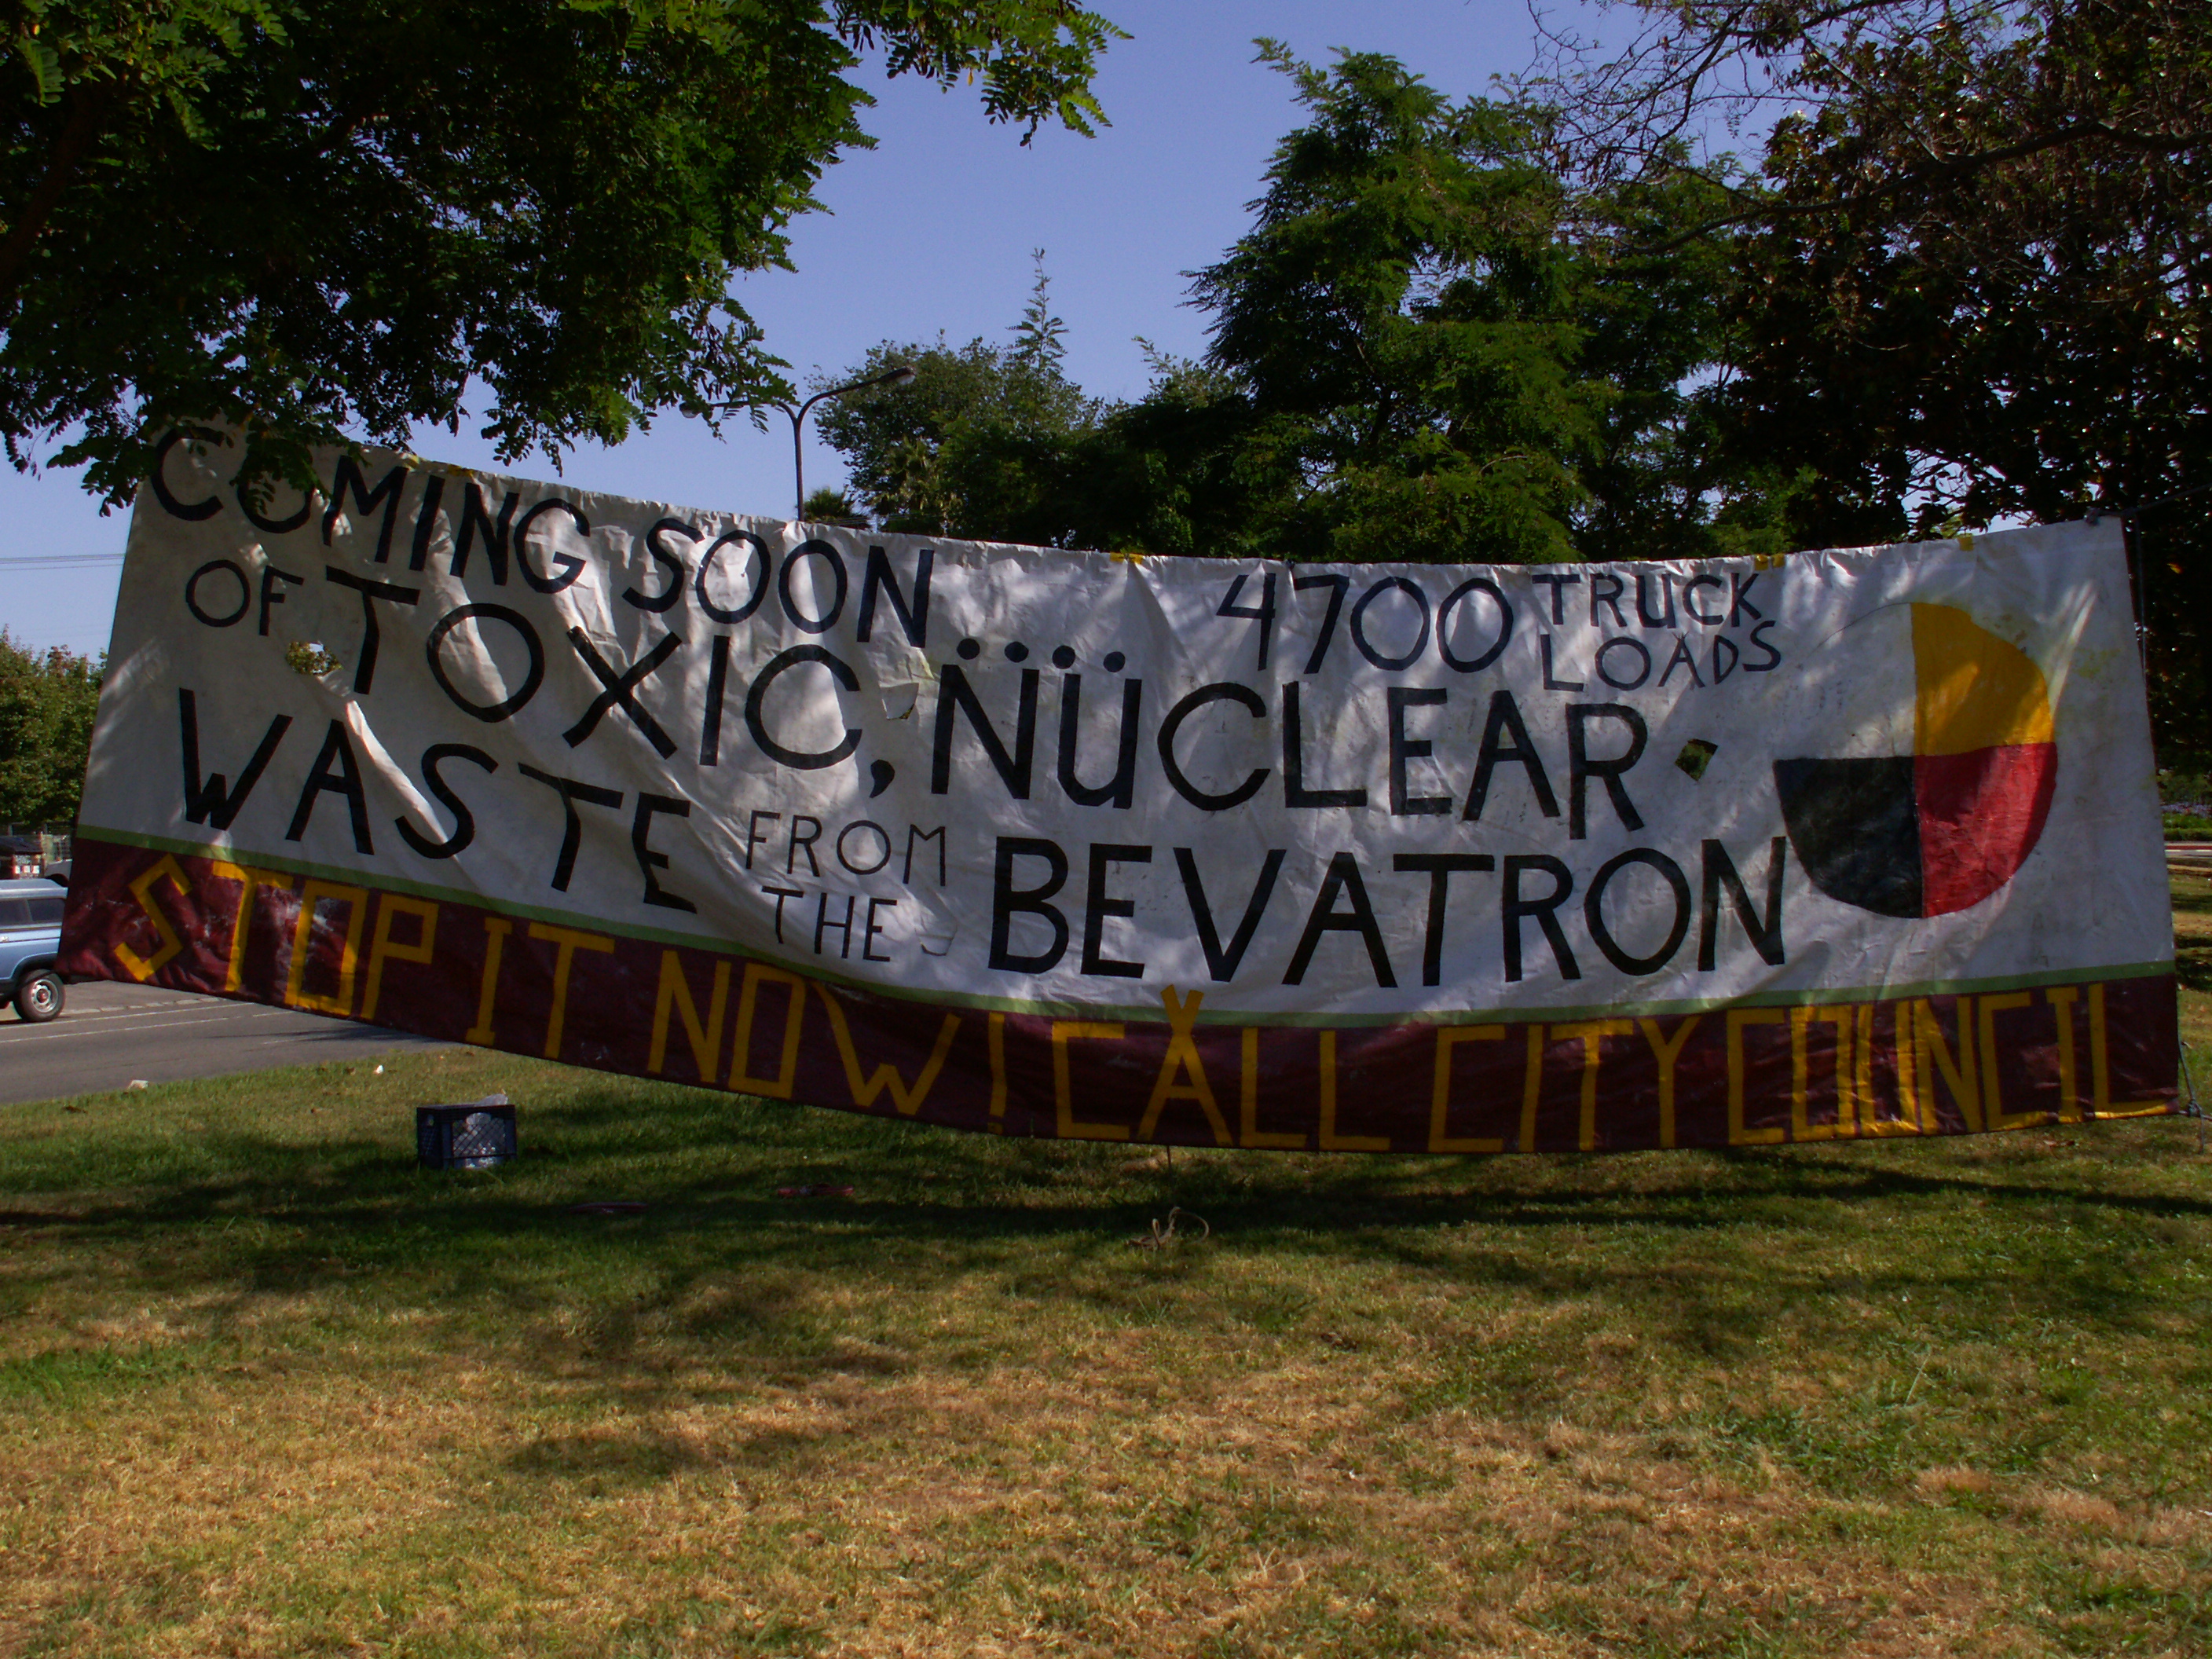 COMING SOON.... 4700 TRUCK LOADS
OF TOXIC, NÜCLEAR
WASTE FROM THE BEVATRON
STOP IT NOW! CALL CITY COUNCIL